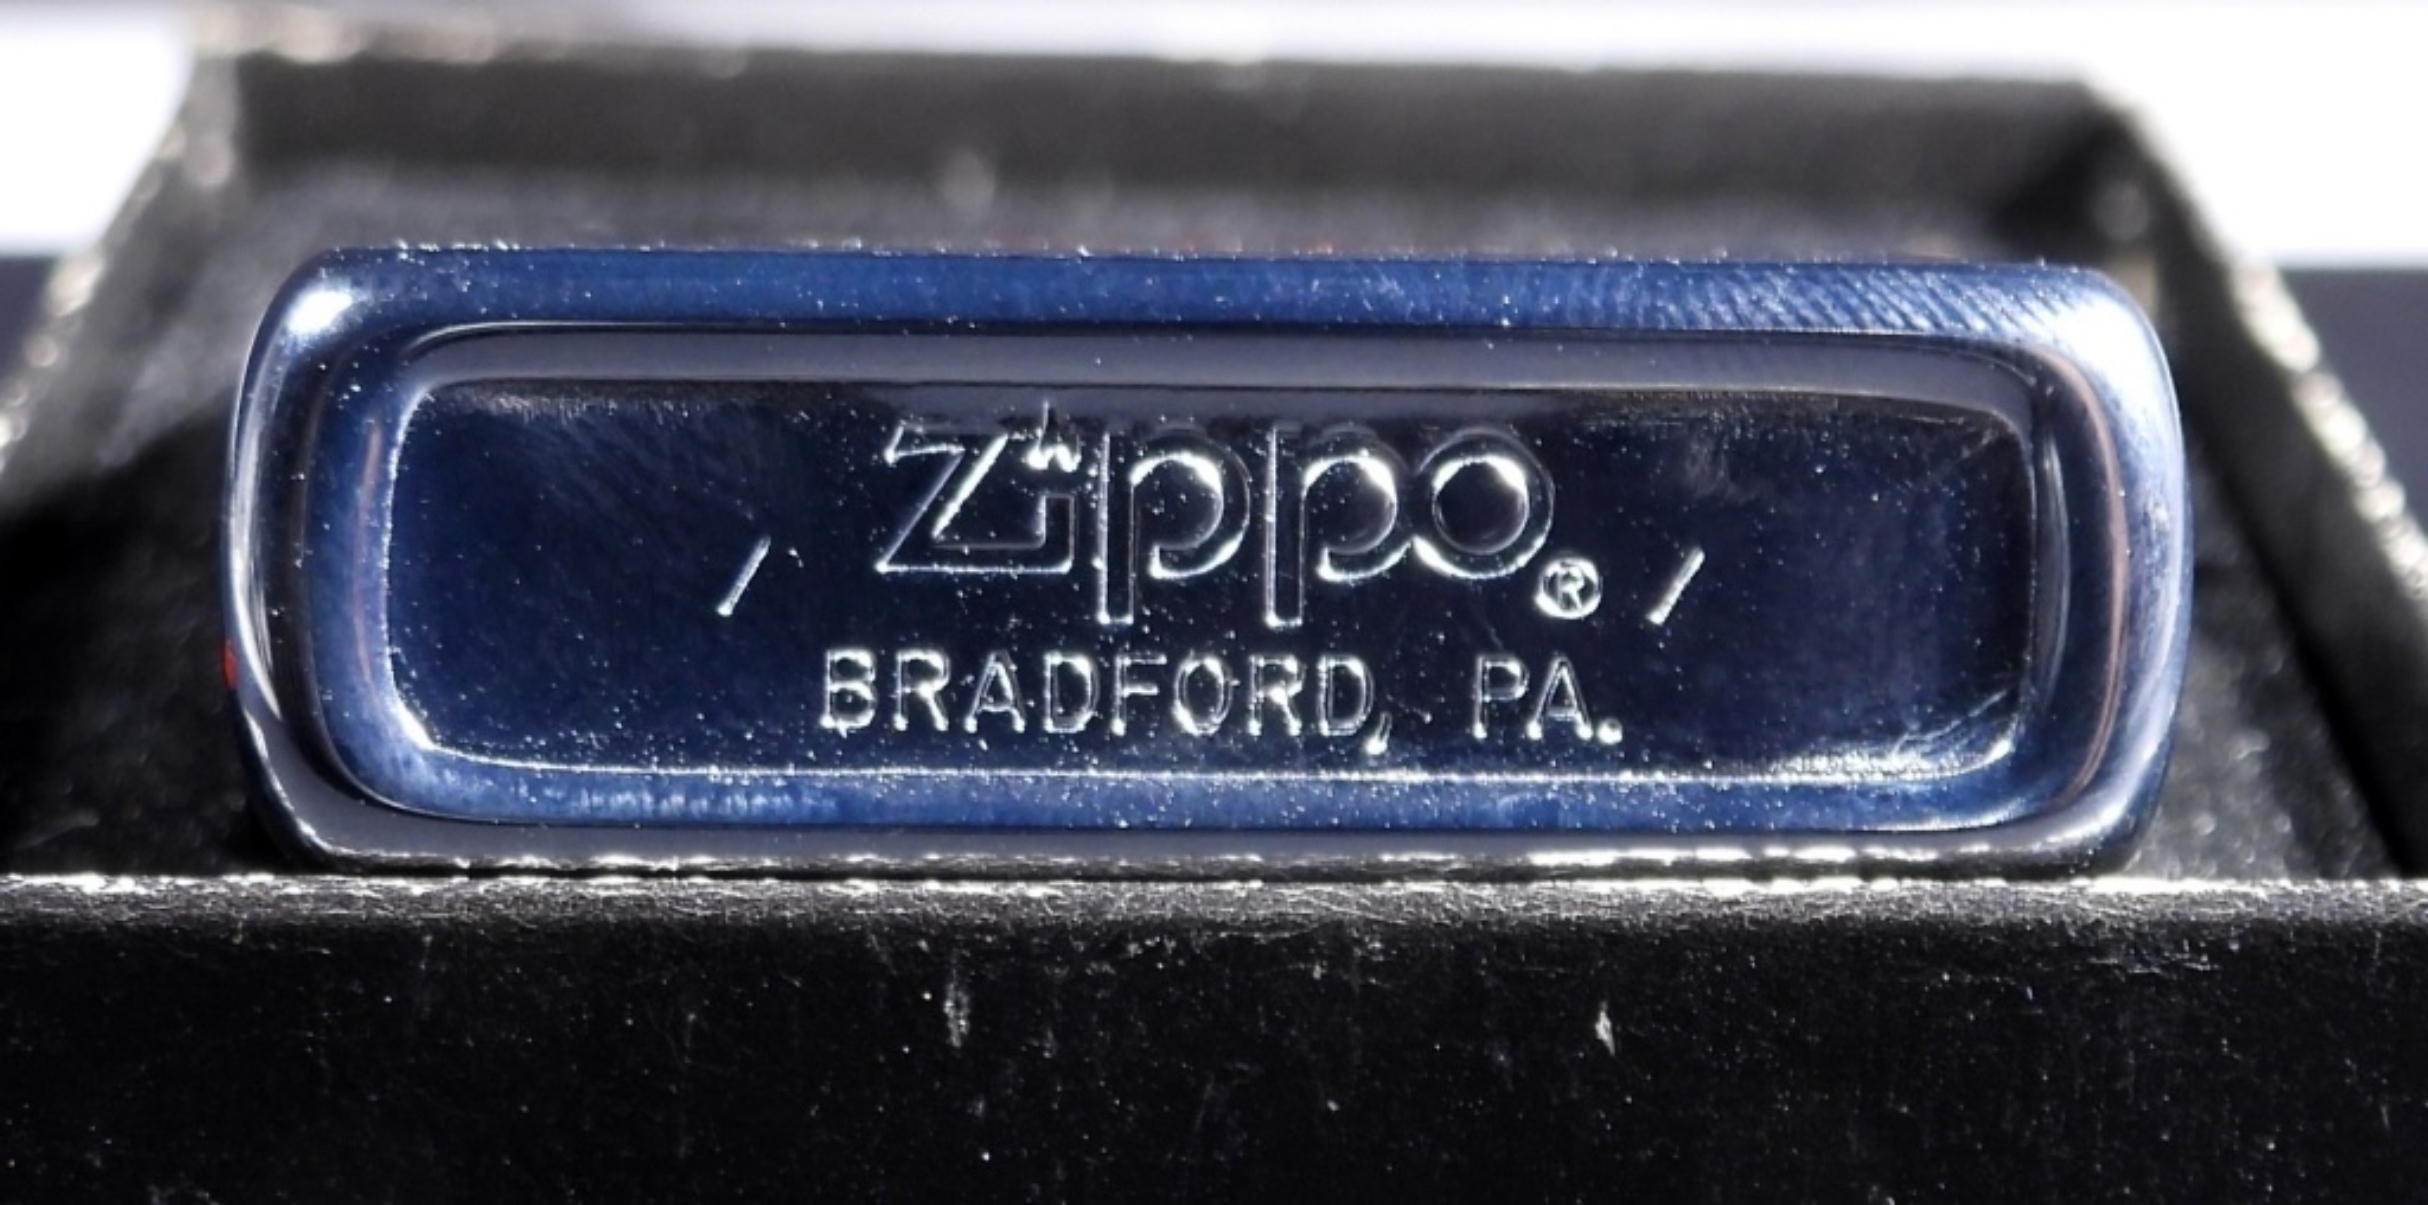 / Zippo® /
BRADFORD, PA.